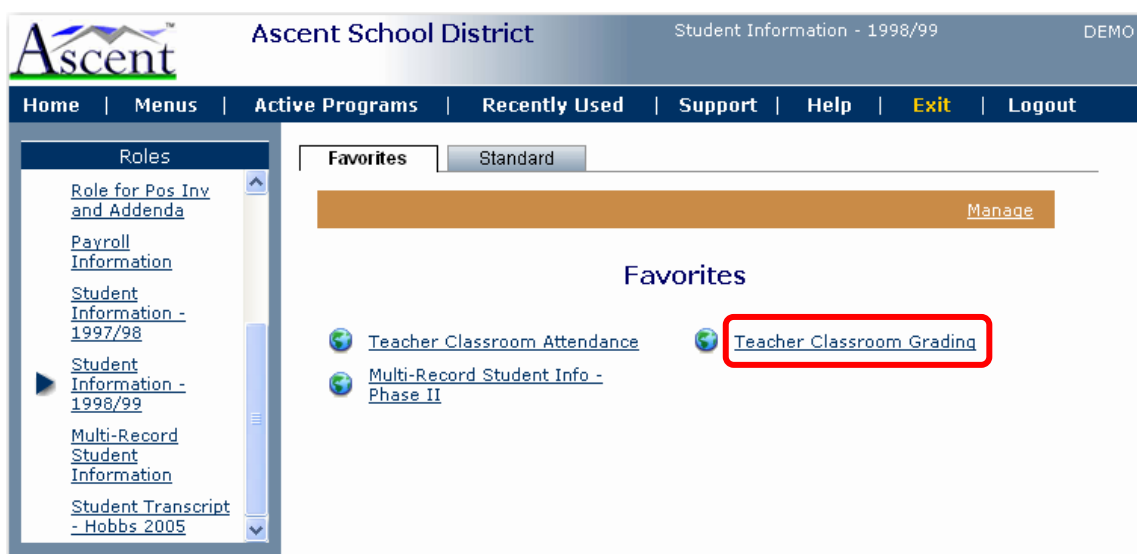 Ascent™
Ascent School District
Student Information - 1998/99
DEMO
Home | Menus | Active Programs | Recently Used | Support | Help | Exit | Logout
Roles
Role for Pos Inv
and Addenda
Payroll
Information
Student
Information -
1997/98
Student
Information -
1998/99
Multi-Record
Student
Information
Student Transcript
- Hobbs 2005
Favorites
Standard
Manage
Favorites
Teacher Classroom Attendance
Teacher Classroom Grading
Multi-Record Student Info -
Phase II